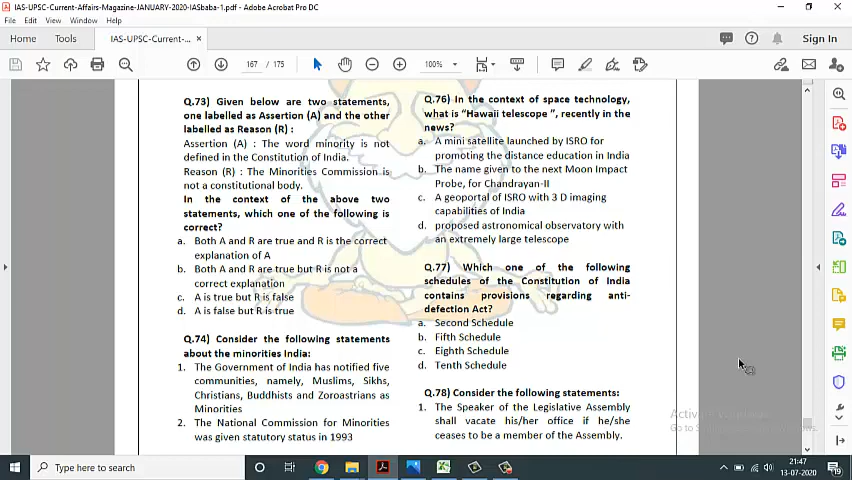 IAS-UPSC-Current-Affairs-Magazine-JANUARY-2020-IASbaba-1.pdf - Adobe Acrobat Pro DC
File Edit View Window Help
Home Tools IAS-UPSC-Current-... × Sign In
167 / 175 100%
Q.73) Given below are two statements,
one labelled as Assertion (A) and the other
labelled as Reason (R) :
Assertion (A) : The word minority is not
defined in the Constitution of India.
Reason (R) : The Minorities Commission is
not a constitutional body.
In the context of the above two
statements, which one of the following is
correct?
a. Both A and R are true and R is the correct
explanation of A
b. Both A and R are true but R is not a
correct explanation
c. A is true but R is false
d. A is false but R is true
Q.74) Consider the following statements
about the minorities India:
1. The Government of India has notified five
communities, namely, Muslims, Sikhs,
Christians, Buddhists and Zoroastrians as
Minorities
2. The National Commission for Minorities
was given statutory status in 1993
Q.76) In the context of space technology,
what is “Hawaii telescope ”, recently in the
news?
a. A mini satellite launched by ISRO for
promoting the distance education in India
b. The name given to the next Moon Impact
Probe, for Chandrayan-II
c. A geoportal of ISRO with 3 D imaging
capabilities of India
d. proposed astronomical observatory with
an extremely large telescope
Q.77) Which one of the following
schedules of the Constitution of India
contains provisions regarding anti-
defection Act?
a. Second Schedule
b. Fifth Schedule
c. Eighth Schedule
d. Tenth Schedule
Q.78) Consider the following statements:
1. The Speaker of the Legislative Assembly
shall vacate his/her office if he/she
ceases to be a member of the Assembly.
Type here to search
21:47
13-07-2020
19